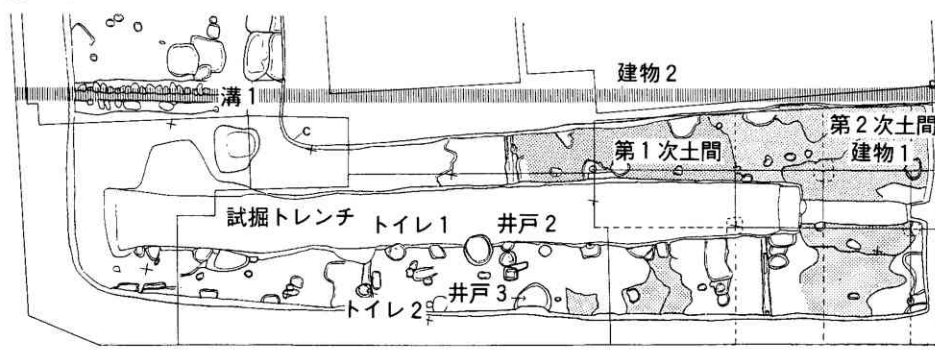 建物2
溝1
c
第2次土間
第1次土間
建物1
試掘トレンチ
トイレ1
井戸2
井戸3
トイレ2